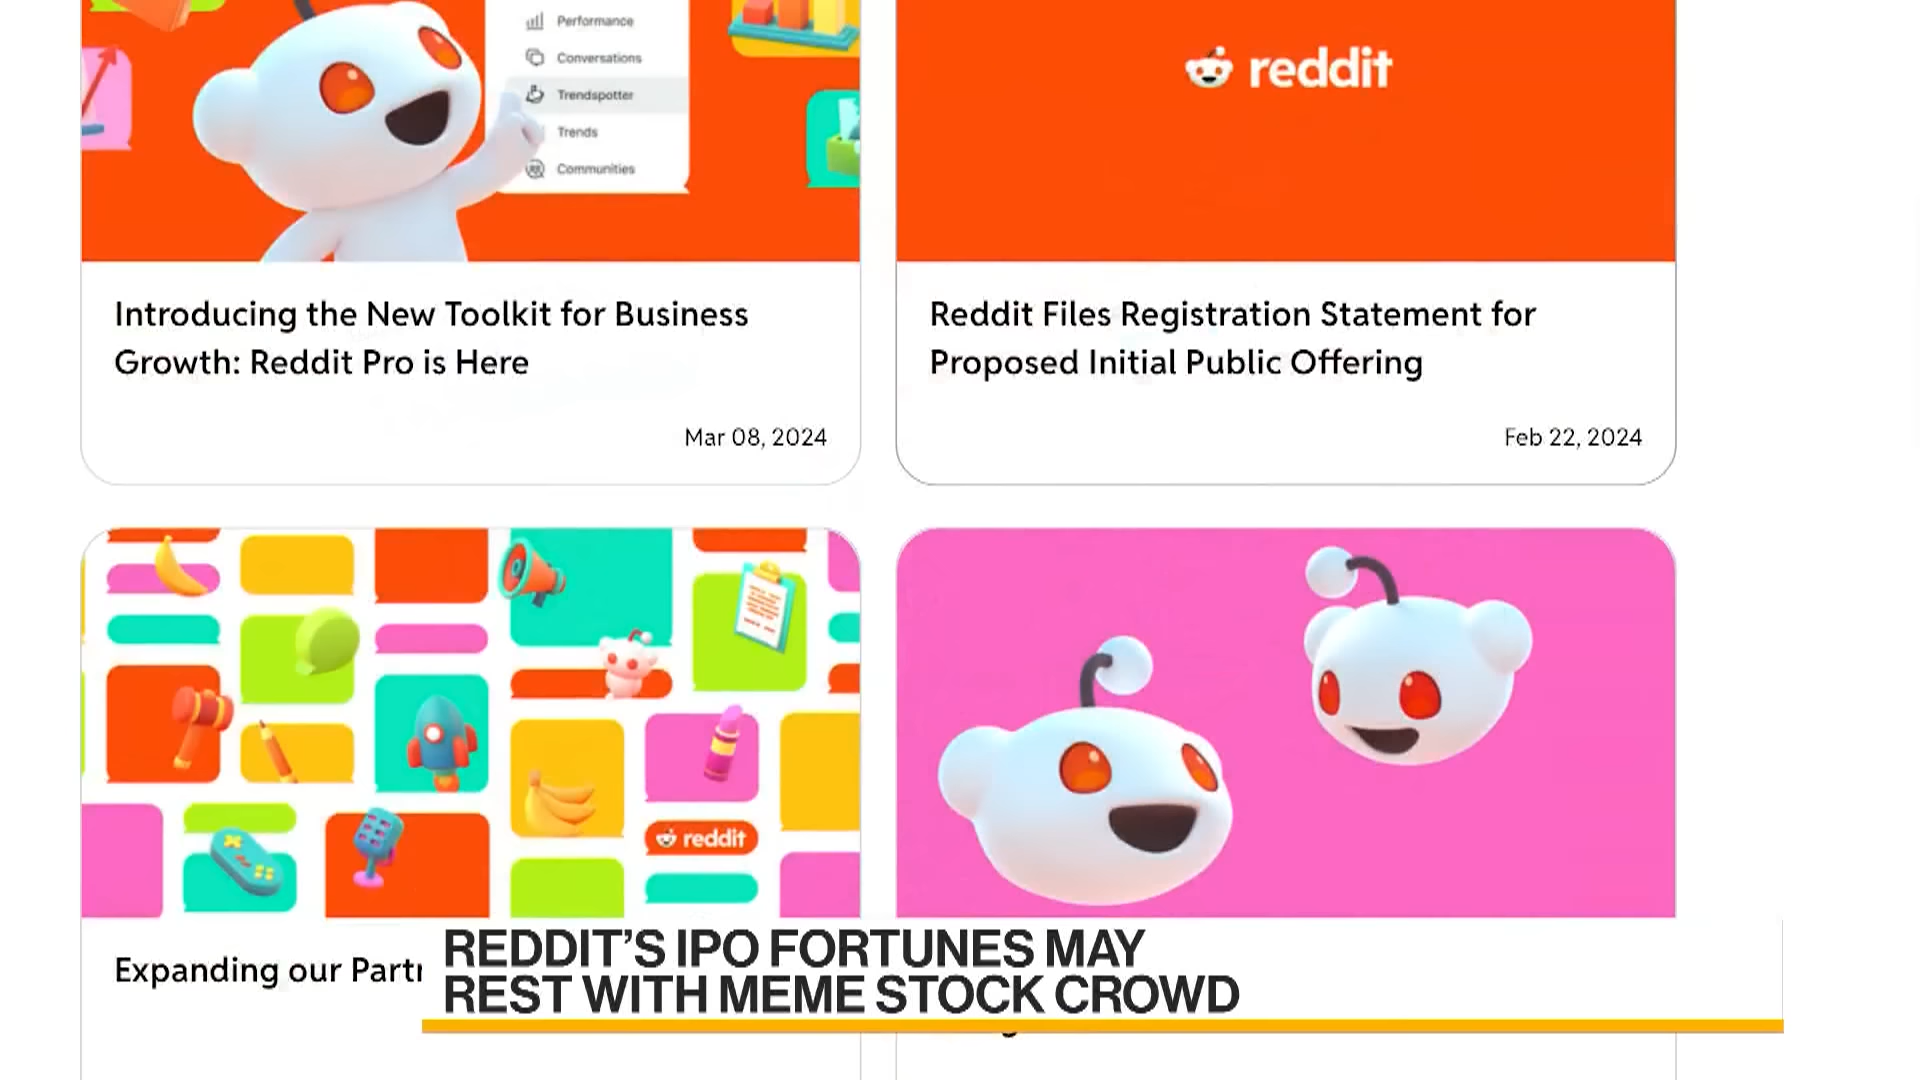 Performance
Conversations
Trendspotter
Trends
Communities
reddit
Introducing the New Toolkit for Business
Growth: Reddit Pro is Here
Mar 08, 2024
Reddit Files Registration Statement for
Proposed Initial Public Offering
Feb 22, 2024
reddit
Expanding our
REDDIT’S IPO FORTUNES MAY
REST WITH MEME STOCK CROWD